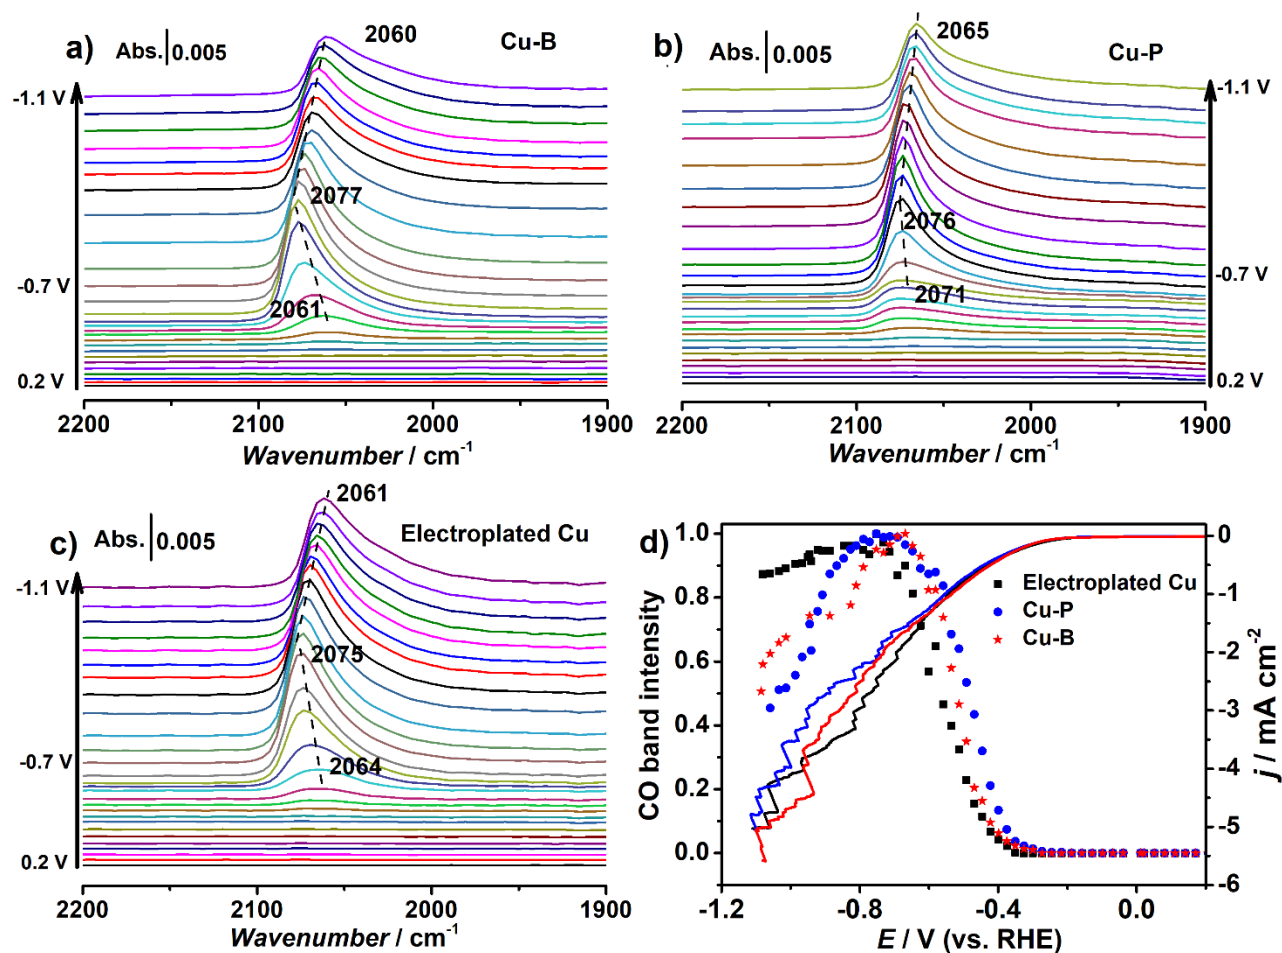 a)
Abs. 0.005
2060
Cu-B
-1.1 V
2077
-0.7 V
2061
0.2 V
2200 2100 2000 1900
Wavenumber / cm-1
b)
Abs. 0.005
2065
Cu-P
-1.1 V
2076
-0.7 V
2071
0.2 V
2200 2100 2000 1900
Wavenumber / cm-1
c)
Abs. 0.005
2061
Electroplated Cu
-1.1 V
2075
-0.7 V
2064
0.2 V
2200 2100 2000 1900
Wavenumber / cm-1
d)
1.0
0.8
0.6
0.4
0.2
0.0
CO band intensity
Electroplated Cu
Cu-P
Cu-B
0
-1
-2
-3
-4
-5
-6
j / mA cm-2
-1.2 -0.8 -0.4 0.0
E / V (vs. RHE)